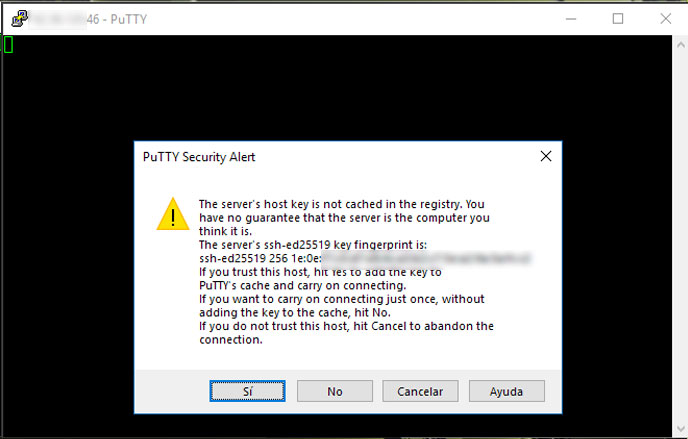 46 - PuTTY
PuTTY Security Alert
The server's host key is not cached in the registry. You
have no guarantee that the server is the computer you
think it is.
The server's ssh-ed25519 key fingerprint is:
ssh-ed25519 256 1e:0e:
If you trust this host, hit Yes to add the key to
PuTTY's cache and carry on connecting.
If you want to carry on connecting just once, without
adding the key to the cache, hit No.
If you do not trust this host, hit Cancel to abandon the
connection.
Sí No Cancelar Ayuda